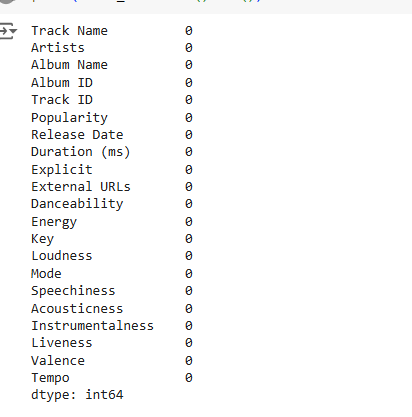 Track Name 0
Artists 0
Album Name 0
Album ID 0
Track ID 0
Popularity 0
Release Date 0
Duration (ms) 0
Explicit 0
External URLs 0
Danceability 0
Energy 0
Key 0
Loudness 0
Mode 0
Speechiness 0
Acousticness 0
Instrumentalness 0
Liveness 0
Valence 0
Tempo 0
dtype: int64